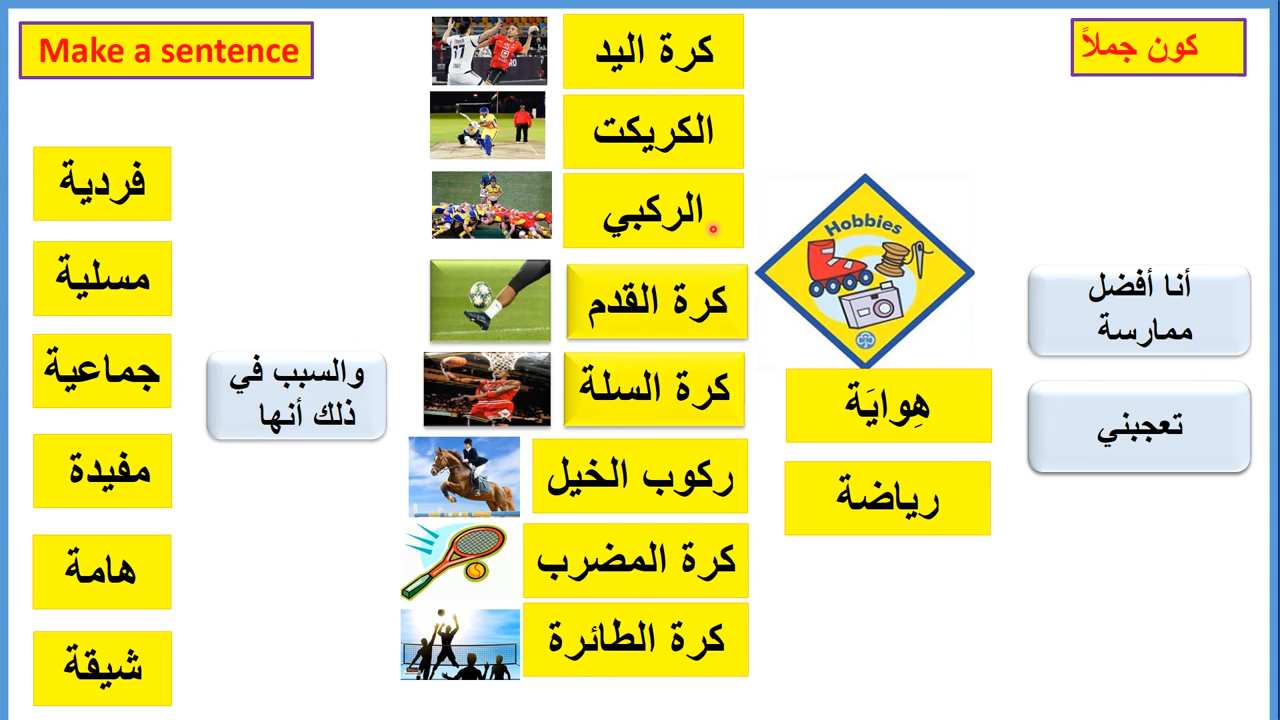 كون جملاً
Make a sentence
أنا أفضل
ممارسة
تعجبني
Hobbies
هِوايَة
رياضة
كرة اليد
الكريكت
الركبي
كرة القدم
كرة السلة
ركوب الخيل
كرة المضرب
كرة الطائرة
والسبب في
ذلك أنها
فردية
مسلية
جماعية
مفيدة
هامة
شيقة